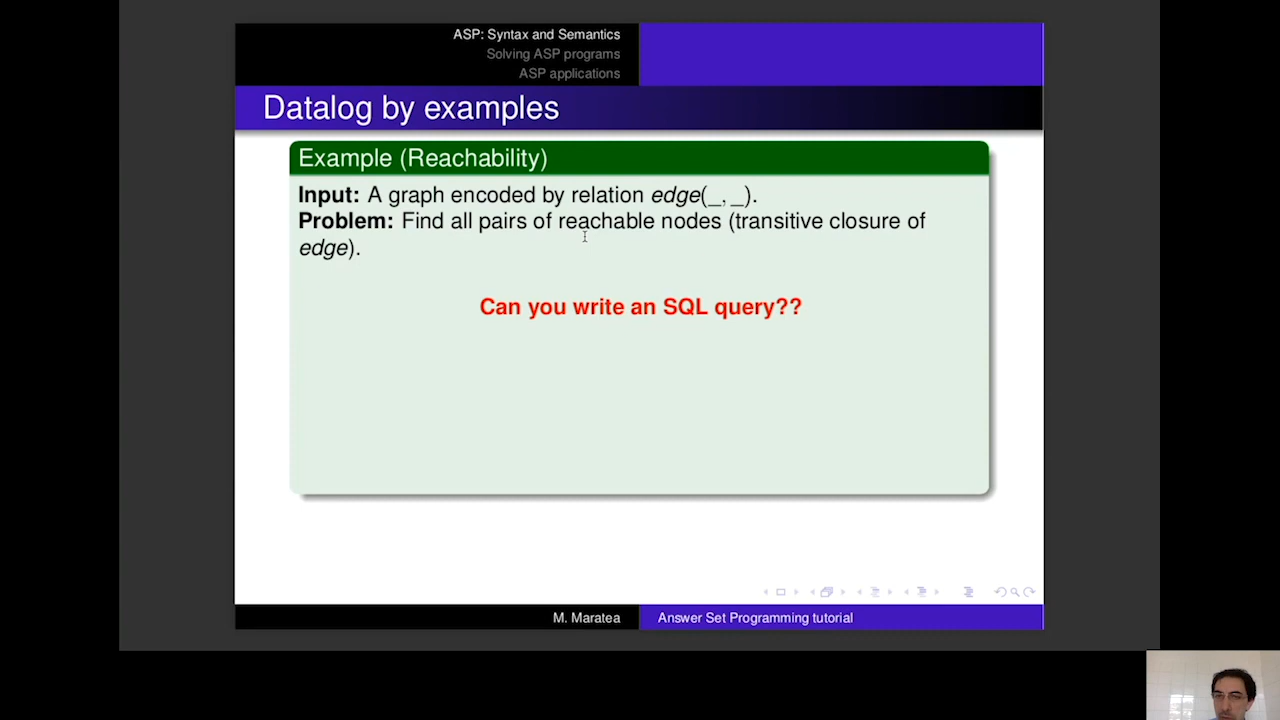 ASP: Syntax and Semantics
Solving ASP programs
ASP applications
Datalog by examples
Example (Reachability)
Input: A graph encoded by relation edge(_, _).
Problem: Find all pairs of reachable nodes (transitive closure of
edge).
Can you write an SQL query??
M. Maratea
Answer Set Programming tutorial